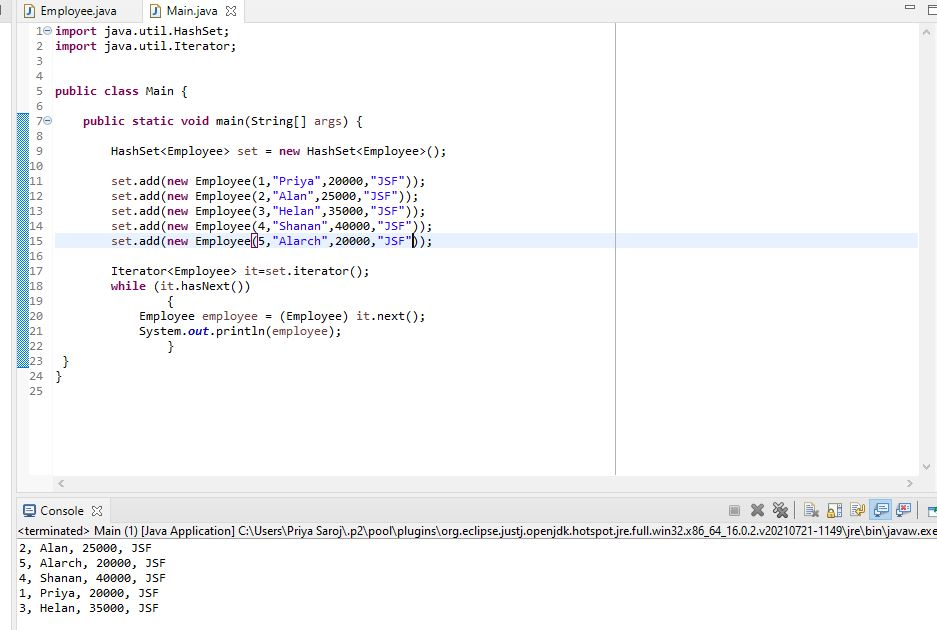 Employee.java Main.java
1 import java.util.HashSet;
2 import java.util.Iterator;
3
4
5 public class Main {
6
7 public static void main(String[] args) {
8
9 HashSet<Employee> set = new HashSet<Employee>();
10
11 set.add(new Employee(1,"Priya",20000,"JSF"));
12 set.add(new Employee(2,"Alan",25000,"JSF"));
13 set.add(new Employee(3,"Helan",35000,"JSF"));
14 set.add(new Employee(4,"Shanan",40000,"JSF"));
15 set.add(new Employee(5,"Alarch",20000,"JSF"));
16
17 Iterator<Employee> it=set.iterator();
18 while (it.hasNext())
19 {
20 Employee employee = (Employee) it.next();
21 System.out.println(employee);
22 }
23 }
24 }
25
Console
<terminated> Main (1) [Java Application] C:\Users\Priya Saroj\.p2\pool\plugins\org.eclipse.justj.openjdk.hotspot.jre.full.win32.x86_64_16.0.2.v20210721-1149\jre\bin\javaw.exe
2, Alan, 25000, JSF
5, Alarch, 20000, JSF
4, Shanan, 40000, JSF
1, Priya, 20000, JSF
3, Helan, 35000, JSF